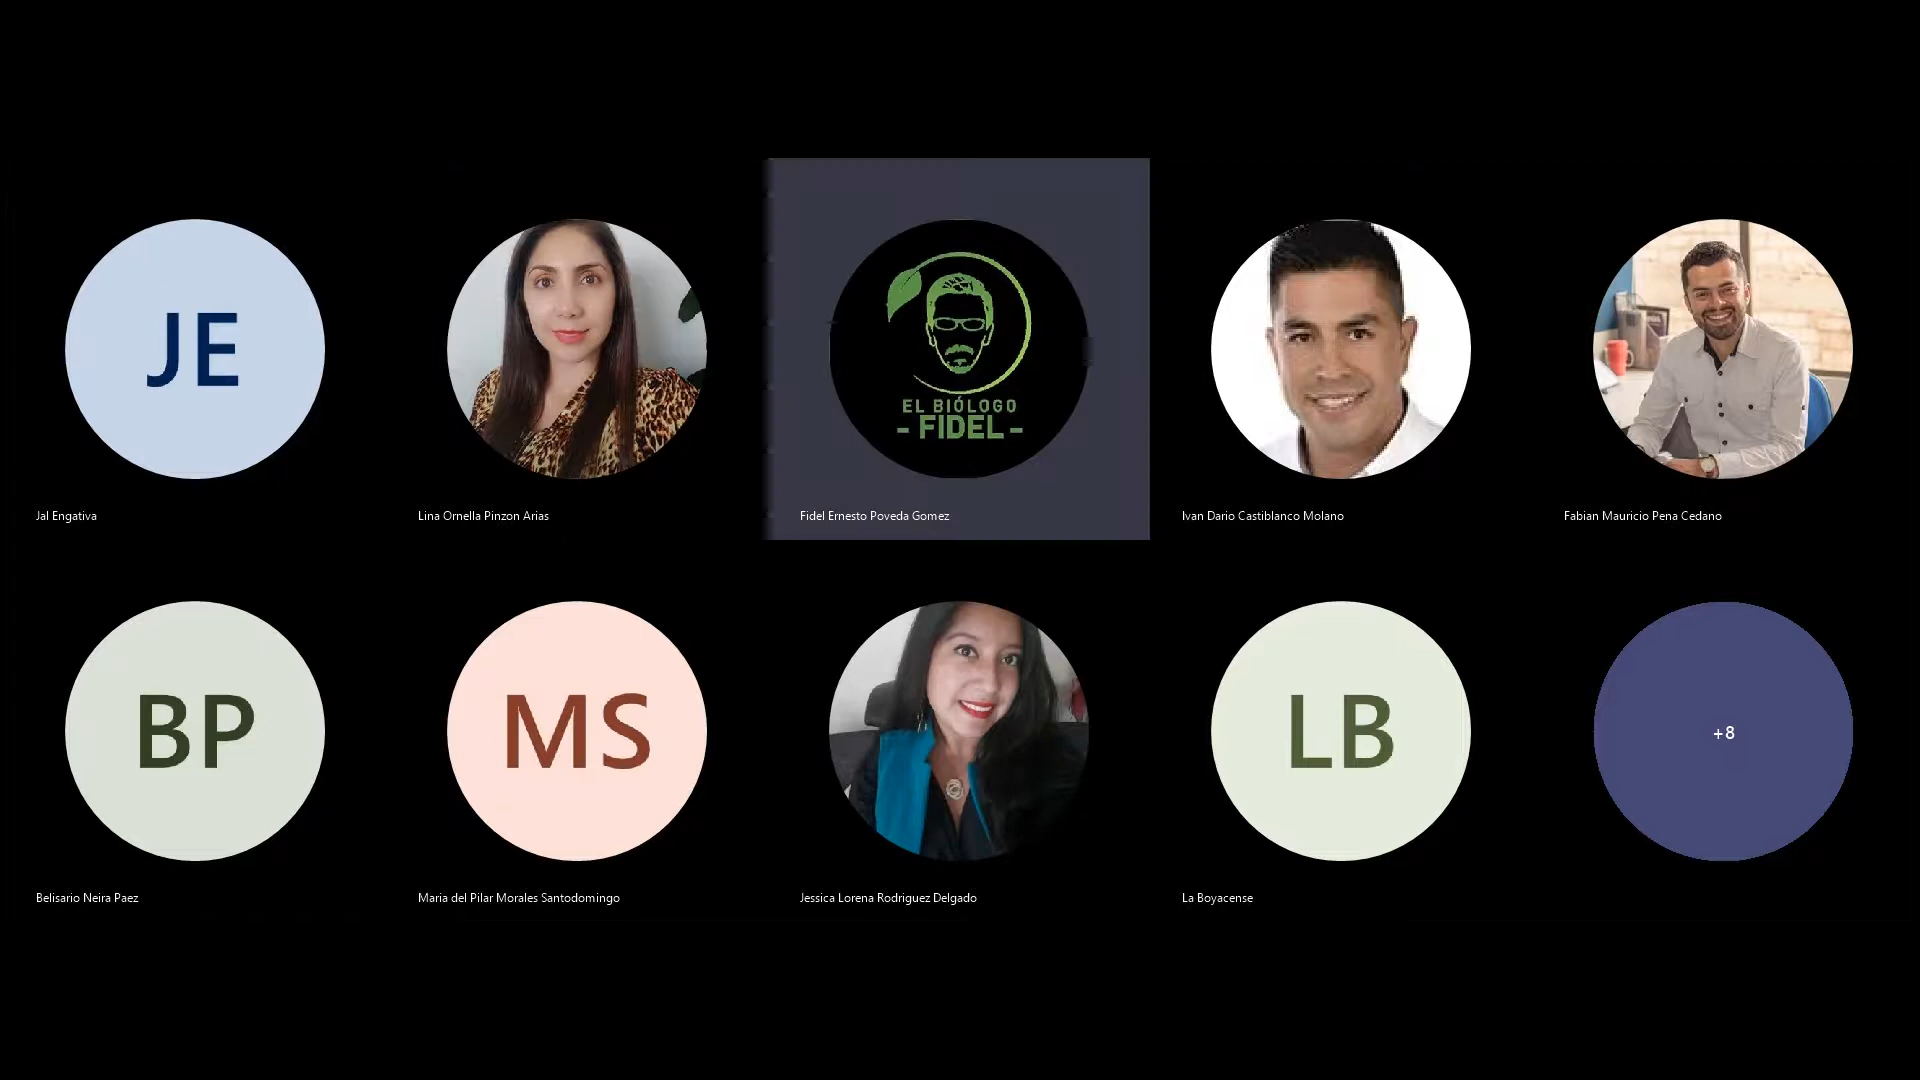 JE
EL BIÓLOGO
- FIDEL -
Jal Engativa
Lina Ornella Pinzon Arias
Fidel Ernesto Poveda Gomez
Ivan Dario Castiblanco Molano
Fabian Mauricio Pena Cedano
BP
MS
LB
+8
Belisario Neira Paez
Maria del Pilar Morales Santodomingo
Jessica Lorena Rodriguez Delgado
La Boyacense